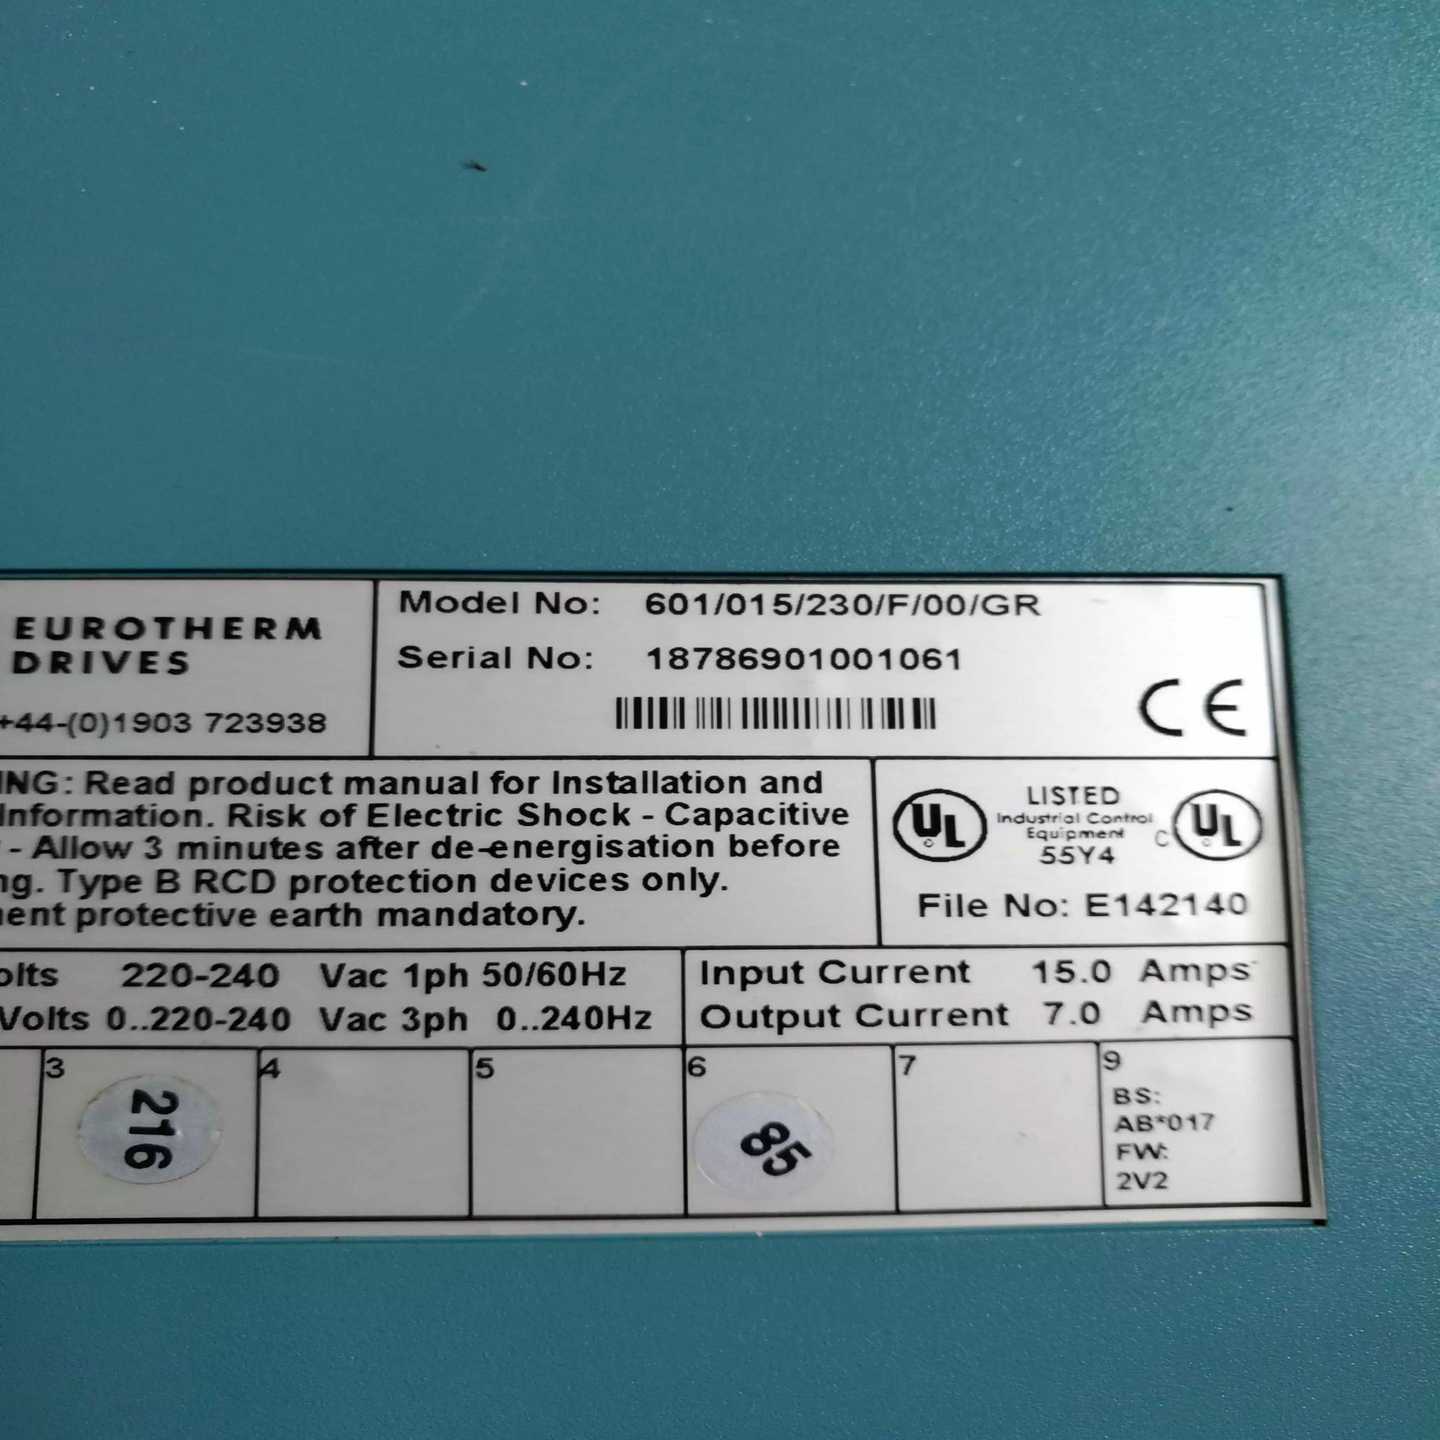 EUROTHERM
DRIVES
+44-(0)1903 723938
Model No: 601/015/230/F/00/GR
Serial No: 18786901001061
CE
ING: Read product manual for Installation and
Information. Risk of Electric Shock - Capacitive
- Allow 3 minutes after de-energisation before
ng. Type B RCD protection devices only.
ent protective earth mandatory.
UL
LISTED
Industrial Control
Equipment
55Y4
C UL
File No: E142140
olts 220-240 Vac 1ph 50/60Hz
Volts 0..220-240 Vac 3ph 0..240Hz
Input Current 15.0 Amps
Output Current 7.0 Amps
3
216
4
5
6
85
7
9
BS:
AB*017
FW:
2V2